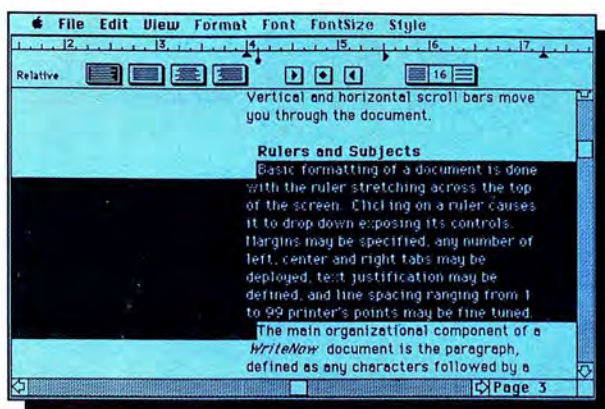 File Edit View Format Font FontSize Style
|2 |3 |4 |5 |6 |7
Relative 16
Vertical and horizontal scroll bars move
you through the document.
Rulers and Subjects
Basic formatting of a document is done
with the ruler stretching across the top
of the screen. Clicking on a ruler causes
it to drop down exposing its controls.
Margins may be specified, any number of
left, center and right tabs may be
deployed, text justification may be
defined, and line spacing ranging from 1
to 99 printer's points may be fine tuned.
The main organizational component of a
WriteNow document is the paragraph,
defined as any characters followed by a
Page 3